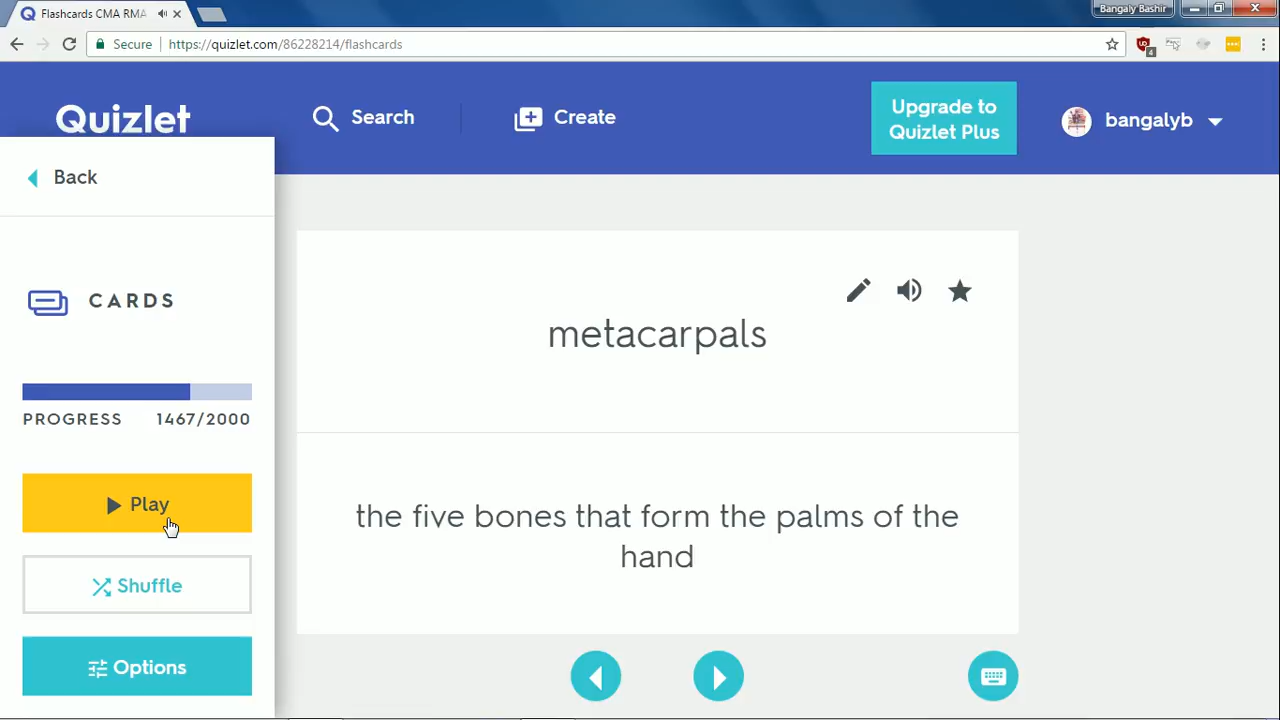 Flashcards CMA RMA
Bangaly Bashir
Secure
https://quizlet.com/86228214/flashcards
4
Quizlet
Search
Create
Upgrade to
Quizlet Plus
bangalyb
Back
CARDS
PROGRESS 1467/2000
Play
Shuffle
Options
metacarpals
the five bones that form the palms of the
hand